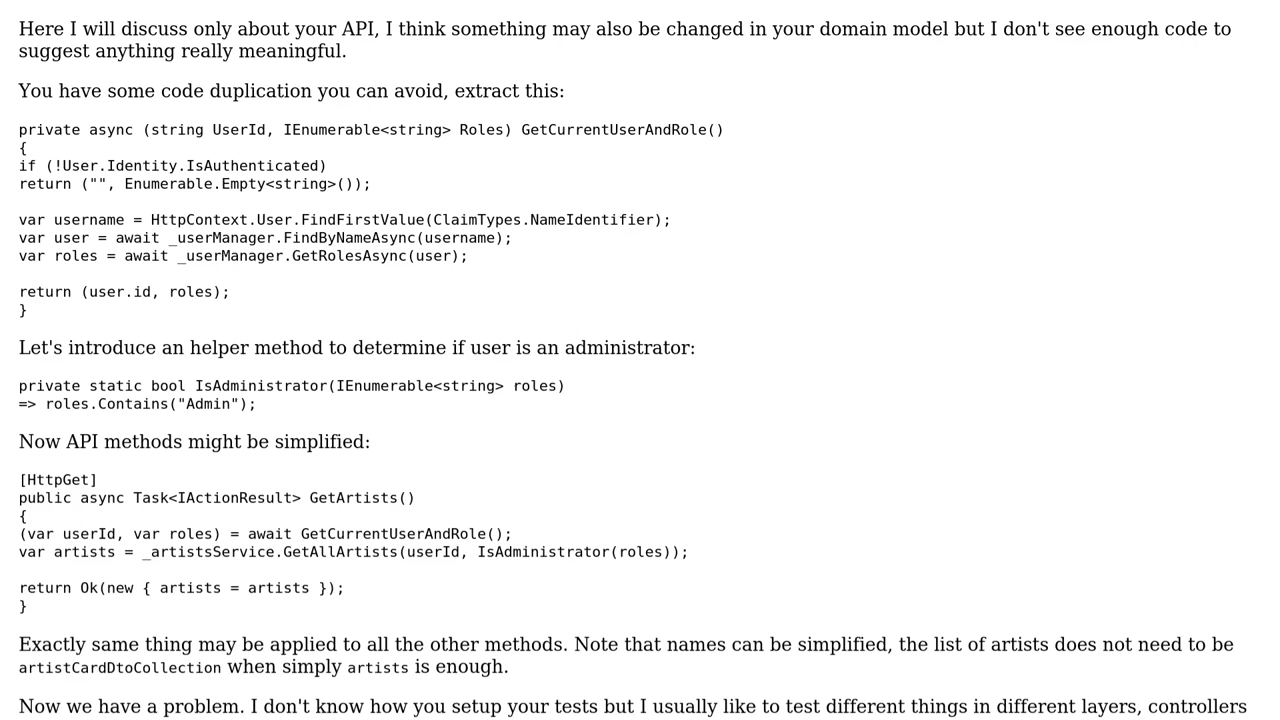 Here I will discuss only about your API, I think something may also be changed in your domain model but I don't see enough code to
suggest anything really meaningful.
You have some code duplication you can avoid, extract this:
private async (string UserId, IEnumerable<string> Roles) GetCurrentUserAndRole()
{
if (!User.Identity.IsAuthenticated)
return ("", Enumerable.Empty<string>());
var username = HttpContext.User.FindFirstValue(ClaimTypes.NameIdentifier);
var user = await _userManager.FindByNameAsync(username);
var roles = await _userManager.GetRolesAsync(user);
return (user.id, roles);
}
Let's introduce an helper method to determine if user is an administrator:
private static bool IsAdministrator(IEnumerable<string> roles)
=> roles.Contains("Admin");
Now API methods might be simplified:
[HttpGet]
public async Task<IActionResult> GetArtists()
{
(var userId, var roles) = await GetCurrentUserAndRole();
var artists = _artistsService.GetAllArtists(userId, IsAdministrator(roles));
return Ok(new { artists = artists });
}
Exactly same thing may be applied to all the other methods. Note that names can be simplified, the list of artists does not need to be
artistCardDtoCollection when simply artists is enough.
Now we have a problem. I don't know how you setup your tests but I usually like to test different things in different layers, controllers